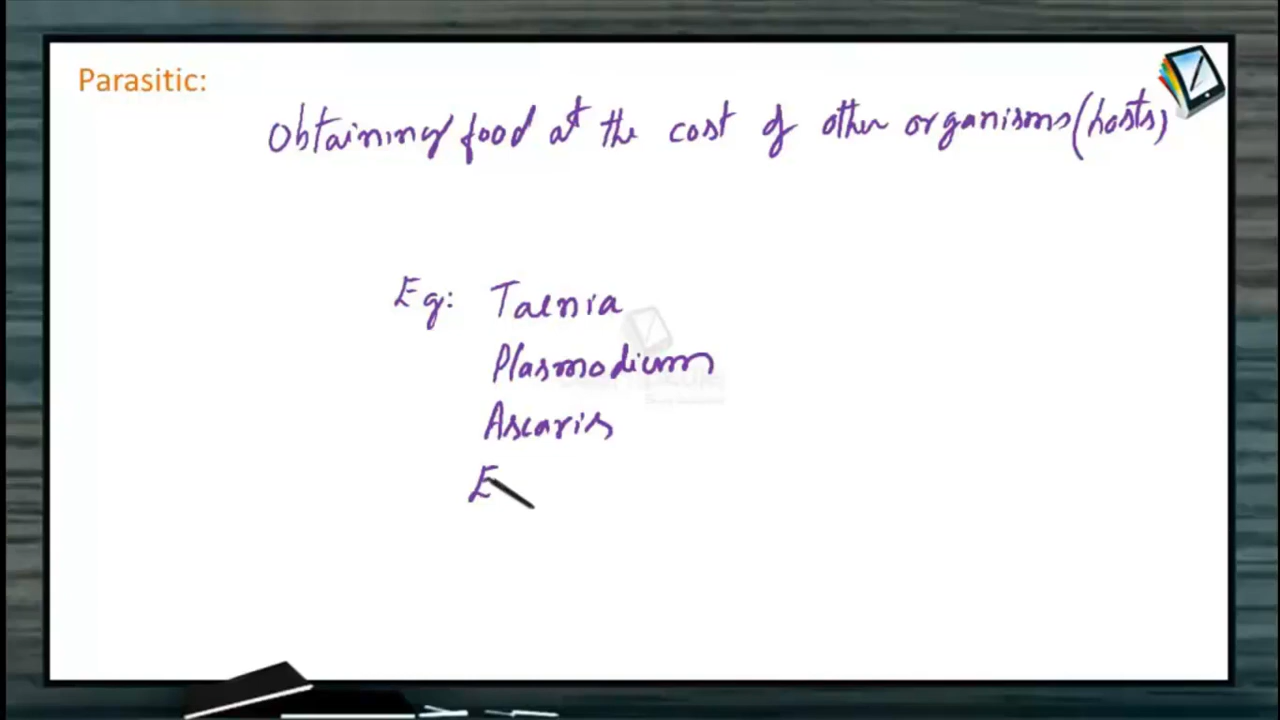 Parasitic:
Obtaining food at the cost of other organisms (hosts)
Eg: Taenia
Plasmodium
Ascaris
E